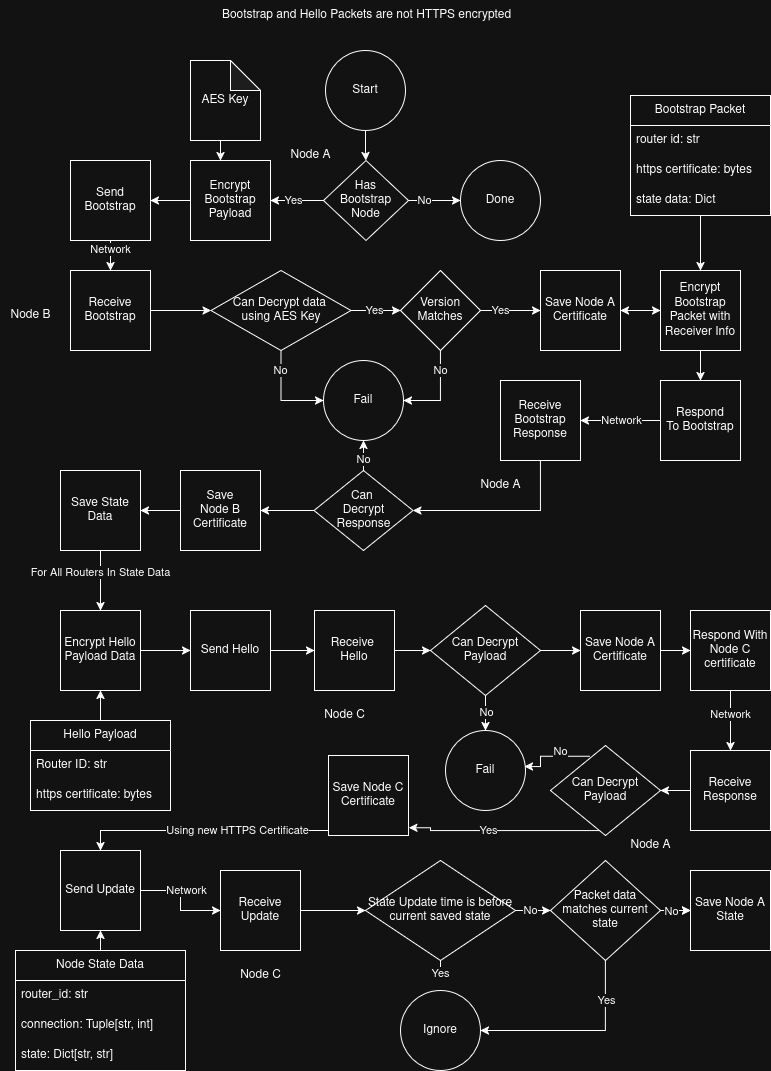 Bootstrap and Hello Packets are not HTTPS encrypted
AES Key
Start
Bootstrap Packet
router id: str
https certificate: bytes
state data: Dict
Node A
Send
Bootstrap
Encrypt
Bootstrap
Payload
Yes
Has
Bootstrap
Node
No
Done
Network
Node B
Receive
Bootstrap
Can Decrypt data
using AES Key
Yes
Version
Matches
Yes
Save Node A
Certificate
Encrypt
Bootstrap
Packet with
Receiver Info
No
No
Fail
Receive
Bootstrap
Response
Network
Respond
To Bootstrap
No
Node A
Save State
Data
Save
Node B
Certificate
Can
Decrypt
Response
For All Routers In State Data
Encrypt Hello
Payload Data
Send Hello
Receive
Hello
Can Decrypt
Payload
Save Node A
Certificate
Respond With
Node C
certificate
Node C
No
Network
Hello Payload
Router ID: str
https certificate: bytes
Fail
No
Can Decrypt
Payload
Receive
Response
Save Node C
Certificate
Using new HTTPS Certificate
Yes
Node A
Send Update
Network
Receive
Update
State Update time is before
current saved state
No
Packet data
matches current
state
No
Save Node A
State
Node C
Yes
Yes
Ignore
Node State Data
router_id: str
connection: Tuple[str, int]
state: Dict[str, str]